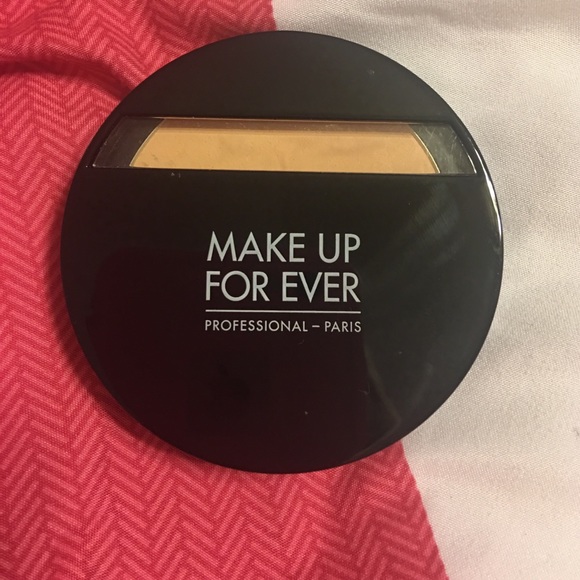 MAKE UP
FOR EVER
PROFESSIONAL – PARIS